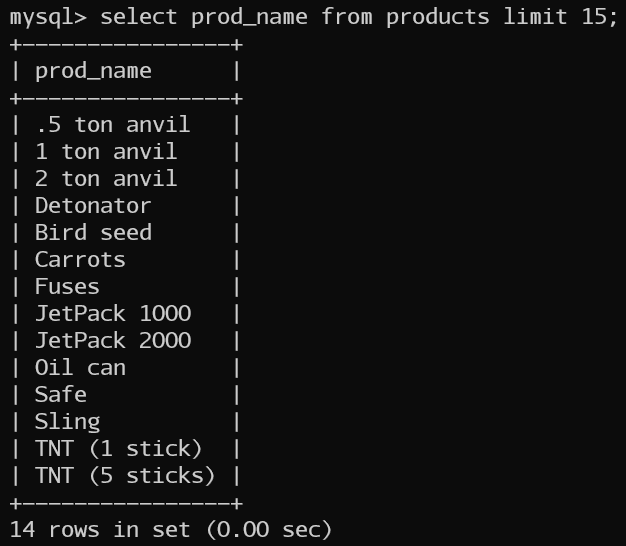 mysql> select prod_name from products limit 15;
+----------------+
| prod_name      |
+----------------+
| .5 ton anvil   |
| 1 ton anvil    |
| 2 ton anvil    |
| Detonator      |
| Bird seed      |
| Carrots        |
| Fuses          |
| JetPack 1000   |
| JetPack 2000   |
| Oil can        |
| Safe           |
| Sling          |
| TNT (1 stick)  |
| TNT (5 sticks) |
+----------------+
14 rows in set (0.00 sec)